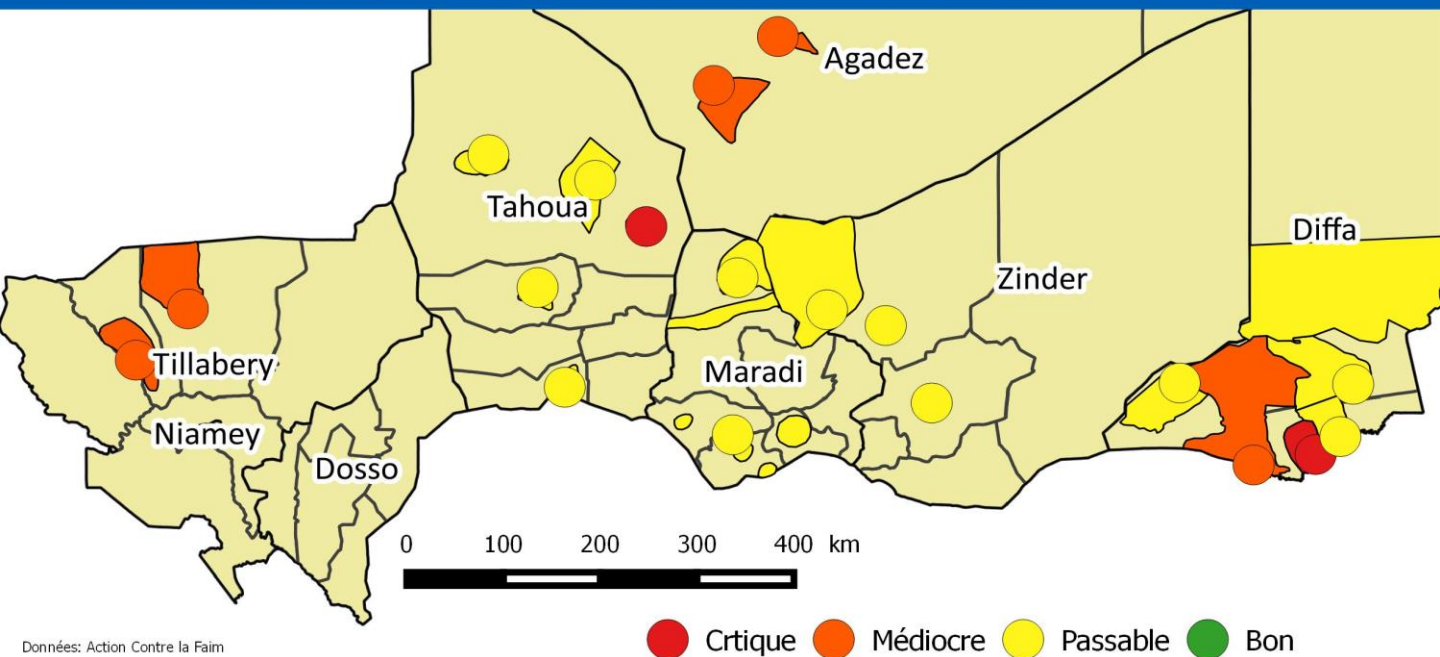 Agadez
Tahoua
Diffa
Zinder
Tillabery
Maradi
Niamey
Dosso
0 100 200 300 400 km
Crtique Médiocre Passable Bon
Données: Action Contre la Faim